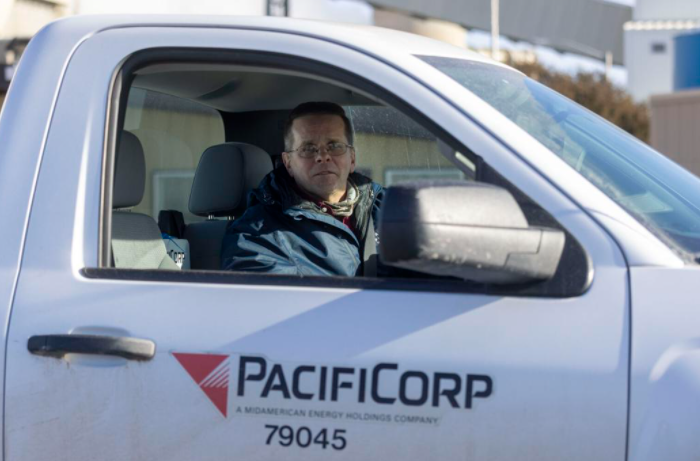 PACIFICORP
A MIDAMERICAN ENERGY HOLDINGS COMPANY
79045